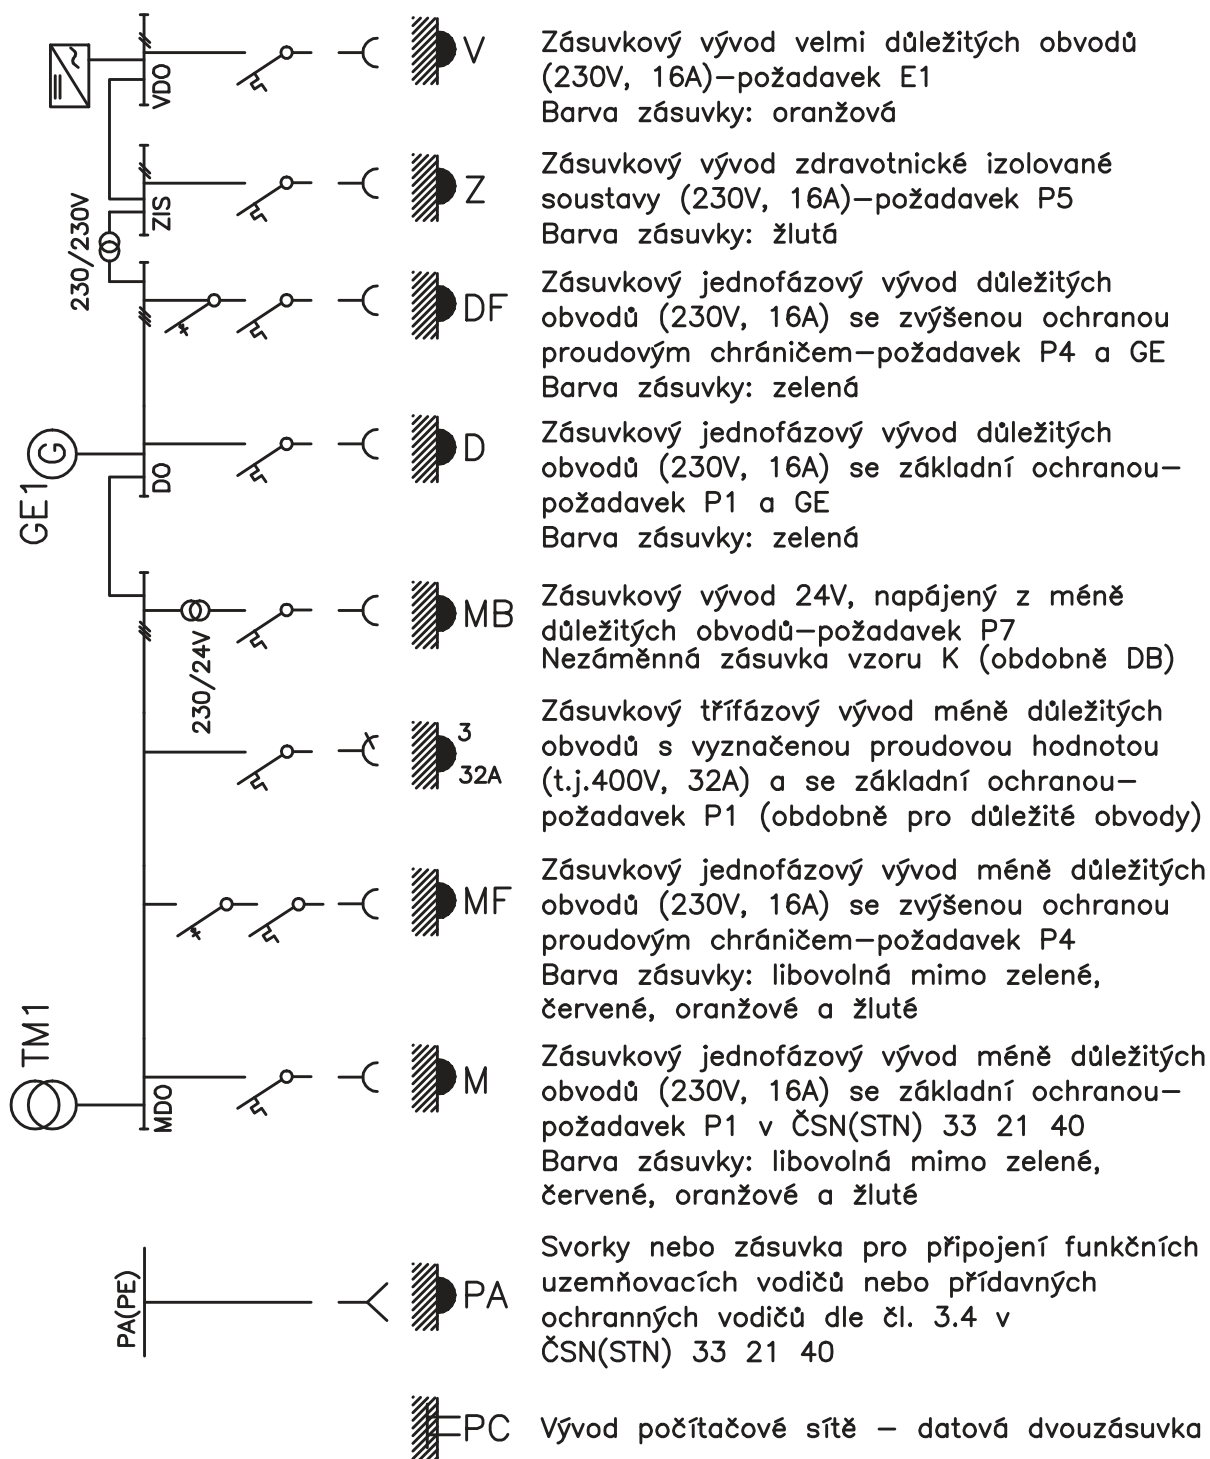 VDO
V
Zásuvkový vývod velmi důležitých obvodů
(230V, 16A)–požadavek E1
Barva zásuvky: oranžová
230/230V
ZIS
Z
Zásuvkový vývod zdravotnické izolované
soustavy (230V, 16A)–požadavek P5
Barva zásuvky: žlutá
DF
Zásuvkový jednofázový vývod důležitých
obvodů (230V, 16A) se zvýšenou ochranou
proudovým chráničem–požadavek P4 a GE
Barva zásuvky: zelená
GE1
G
DO
D
Zásuvkový jednofázový vývod důležitých
obvodů (230V, 16A) se základní ochranou–
požadavek P1 a GE
Barva zásuvky: zelená
230/24V
MB
Zásuvkový vývod 24V, napájený z méně
důležitých obvodů–požadavek P7
Nezáměnná zásuvka vzoru K (obdobně DB)
3
32A
Zásuvkový třífázový vývod méně důležitých
obvodů s vyznačenou proudovou hodnotou
(t.j.400V, 32A) a se základní ochranou–
požadavek P1 (obdobně pro důležité obvody)
MF
Zásuvkový jednofázový vývod méně důležitých
obvodů (230V, 16A) se zvýšenou ochranou
proudovým chráničem–požadavek P4
Barva zásuvky: libovolná mimo zelené,
červené, oranžové a žluté
TM1
MDO
M
Zásuvkový jednofázový vývod méně důležitých
obvodů (230V, 16A) se základní ochranou–
požadavek P1 v ČSN(STN) 33 21 40
Barva zásuvky: libovolná mimo zelené,
červené, oranžové a žluté
PA(PE)
PA
Svorky nebo zásuvka pro připojení funkčních
uzemňovacích vodičů nebo přídavných
ochranných vodičů dle čl. 3.4 v
ČSN(STN) 33 21 40
PC
Vývod počítačové sítě – datová dvouzásuvka